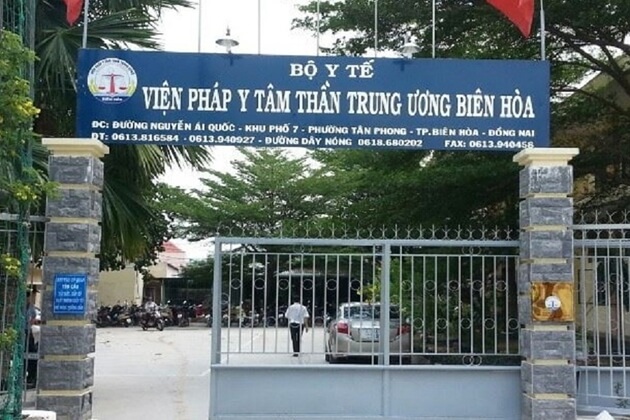 BỘ Y TẾ
VIỆN PHÁP Y TÂM THẦN TRUNG ƯƠNG BIÊN HÒA
ĐC: ĐƯỜNG NGUYỄN ÁI QUỐC - KHU PHỐ 7 - PHƯỜNG TÂN PHONG - TP.BIÊN HÒA - ĐỒNG NAI
ĐT: 0613.816584 - 0613.940927 - ĐƯỜNG DÂY NÓNG 0618.680202 FAX: 0613.940456
YÊU CẦU